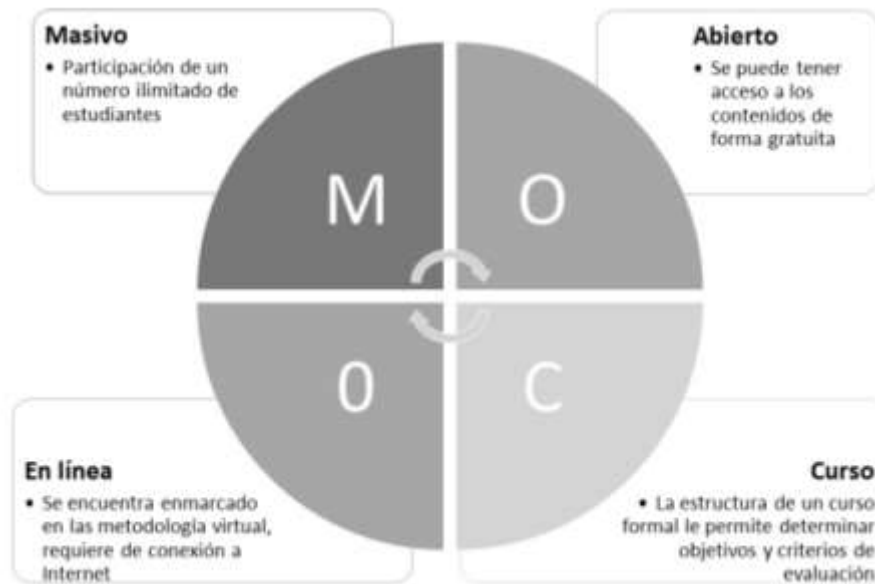 Masivo
• Participación de un
número ilimitado de
estudiantes
Abierto
• Se puede tener
acceso a los
contenidos de
forma gratuita
M
O
0
C
En línea
• Se encuentra enmarcado
en las metodología virtual,
requiere de conexión a
Internet
Curso
• La estructura de un curso
formal le permite determinar
objetivos y criterios de
evaluación